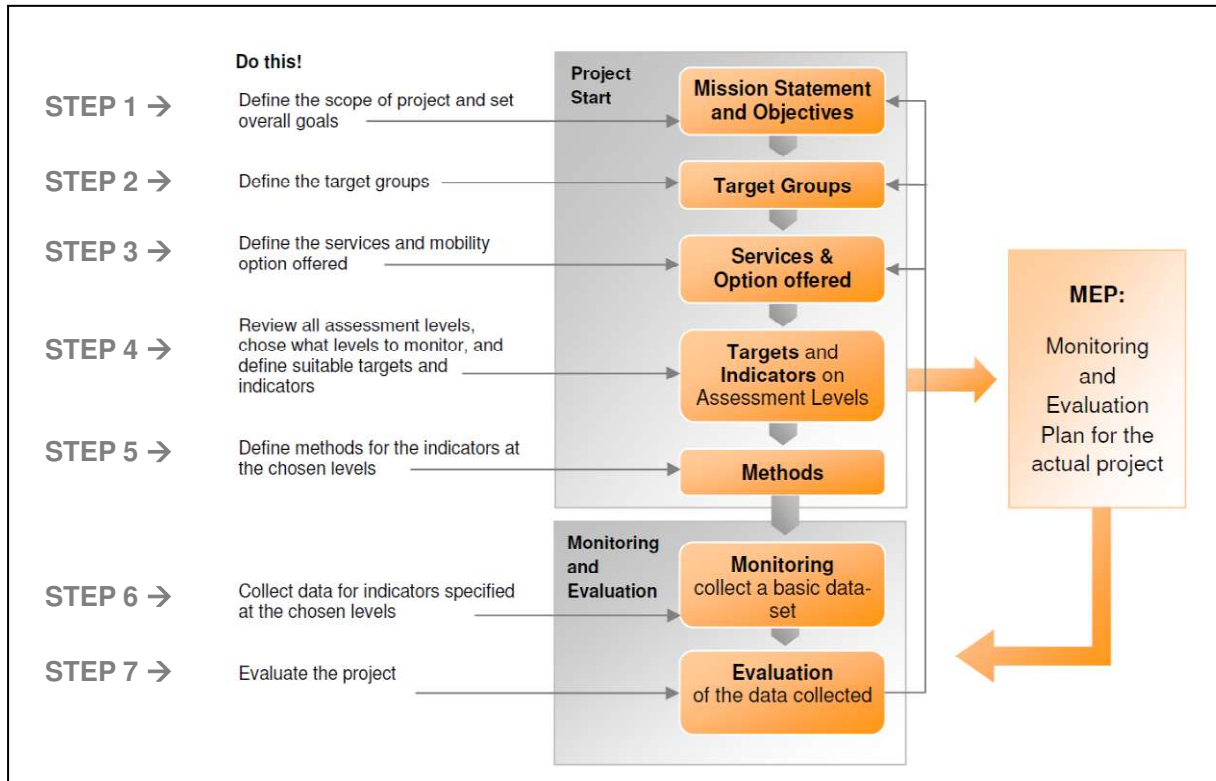 Do this!
STEP 1 →
Define the scope of project and set
overall goals
Project
Start
Mission Statement
and Objectives
STEP 2 →
Define the target groups
Target Groups
STEP 3 →
Define the services and mobility
option offered
Services &
Option offered
STEP 4 →
Review all assessment levels,
chose what levels to monitor, and
define suitable targets and
indicators
Targets and
Indicators on
Assessment Levels
STEP 5 →
Define methods for the indicators at
the chosen levels
Methods
MEP:
Monitoring
and
Evaluation
Plan for the
actual project
Monitoring
and
Evaluation
STEP 6 →
Collect data for indicators specified
at the chosen levels
Monitoring
collect a basic data-
set
STEP 7 →
Evaluate the project
Evaluation
of the data collected